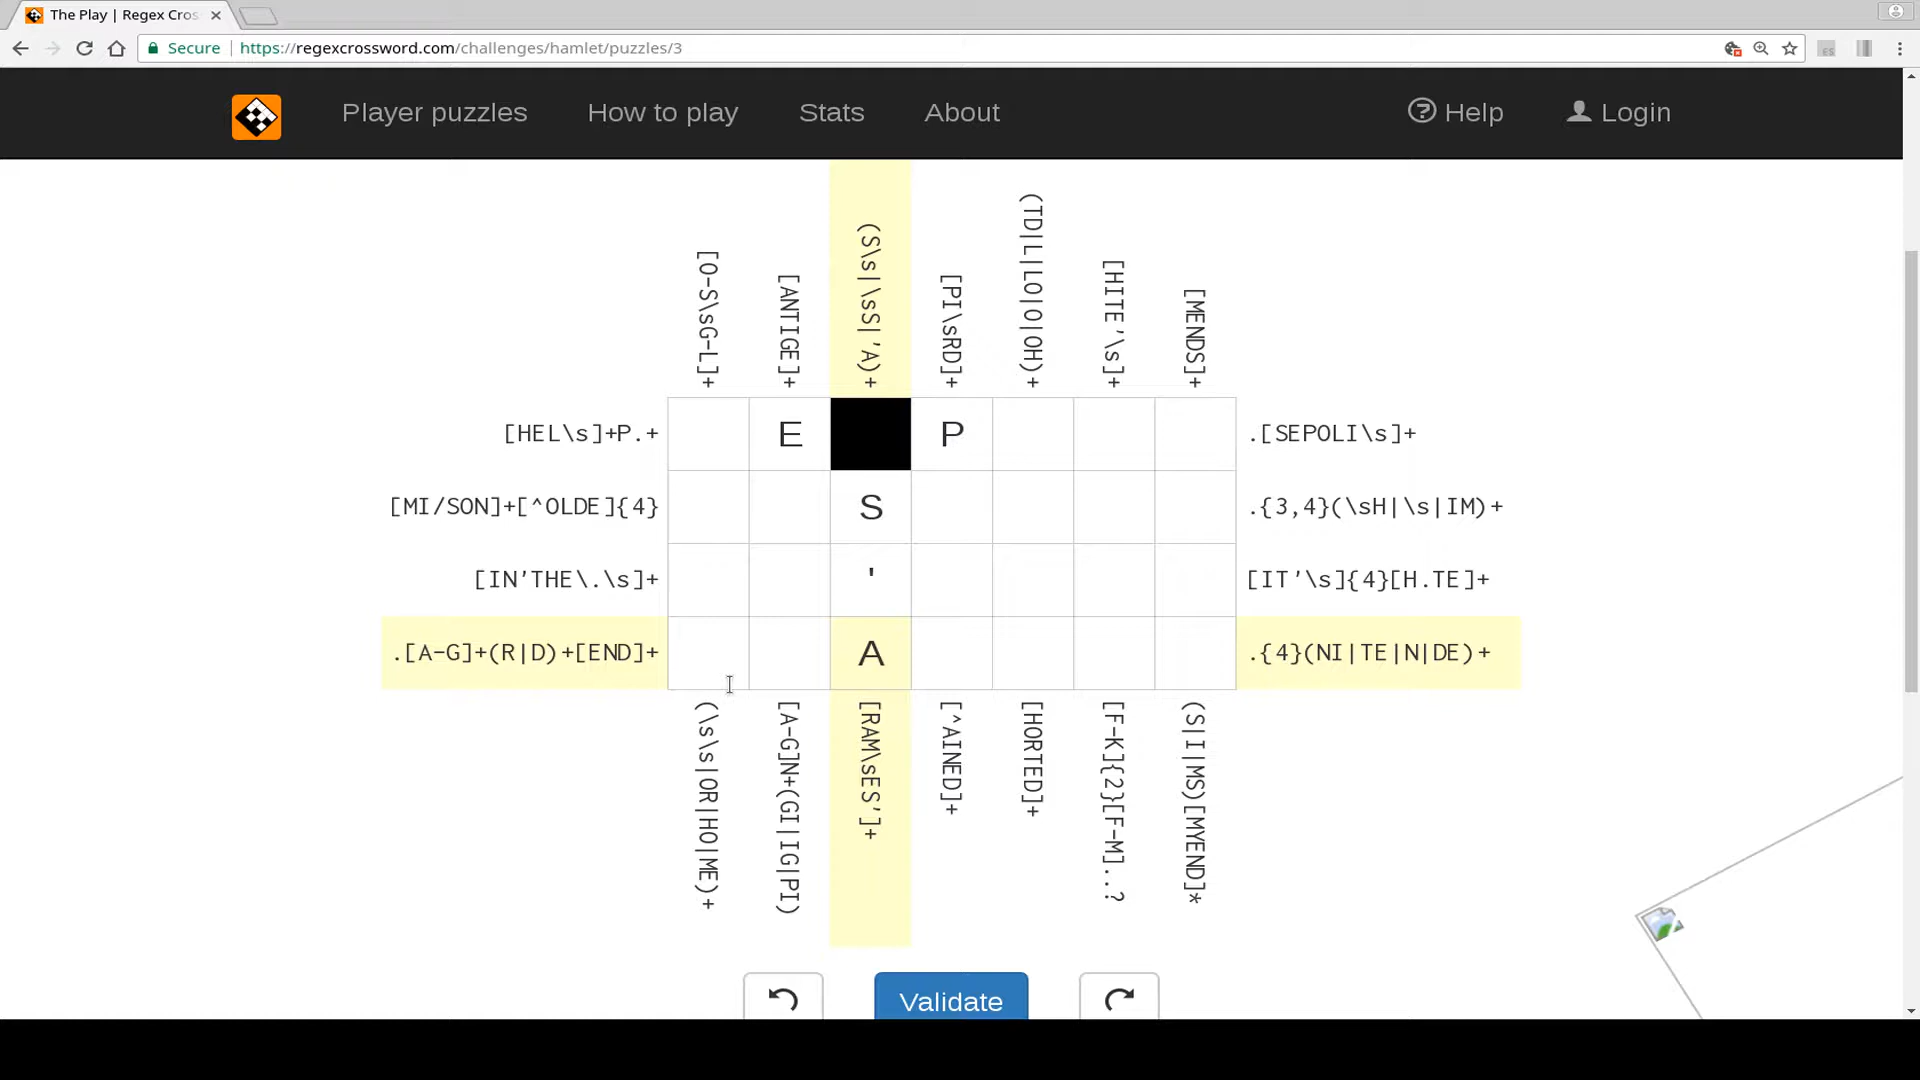 The Play | Regex Cros
Secure https://regexcrossword.com/challenges/hamlet/puzzles/3
ES
Player puzzles How to play Stats About Help Login
[O-S\sG-L]+
[ANTIGE]+
(S\s|\sS|'A)+
[PI\sRD]+
(TD|L|LO|O|OH)+
[HITE'\s]+
[MENDS]+
[HEL\s]+P.+ E P .[SEPOLI\s]+
[MI/SON]+[^OLDE]{4} S .{3,4}(\sH|\s|IM)+
[IN'THE\.\s]+ ' [IT'\s]{4}[H.TE]+
.[A-G]+(R|D)+[END]+ A .{4}(NI|TE|N|DE)+
(\s\s|OR|HO|ME)+
[A-G]N+(GI|IG|PI)
[RAM\sES']+
[^AINED]+
[HORTED]+
[F-K]{2}[F-M]..?
(S|I|MS)[MYEND]*
Validate